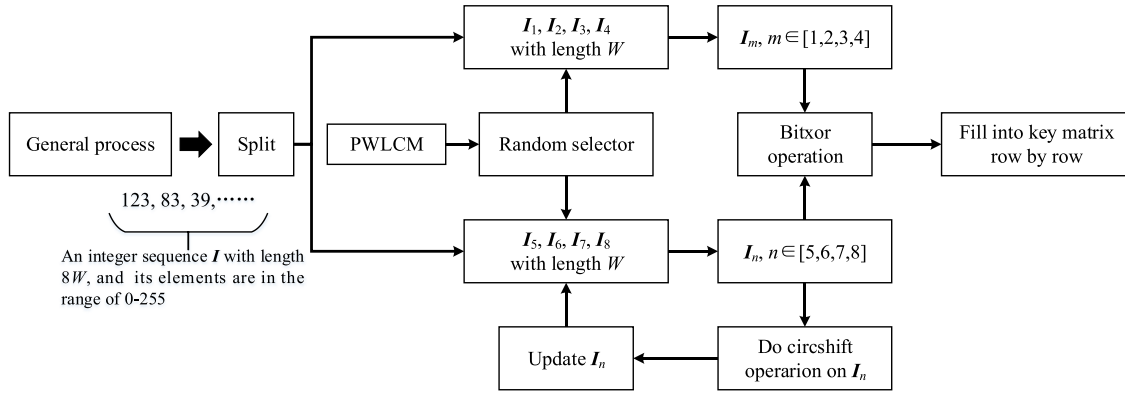 I1, I2, I3, I4
with length W
Im, m∈[1,2,3,4]
General process
Split
PWLCM
Random selector
Bitxor
operation
Fill into key matrix
row by row
123, 83, 39,……
An integer sequence I with length
8W, and its elements are in the
range of 0-255
I5, I6, I7, I8
with length W
In, n∈[5,6,7,8]
Update In
Do circshift
operarion on In